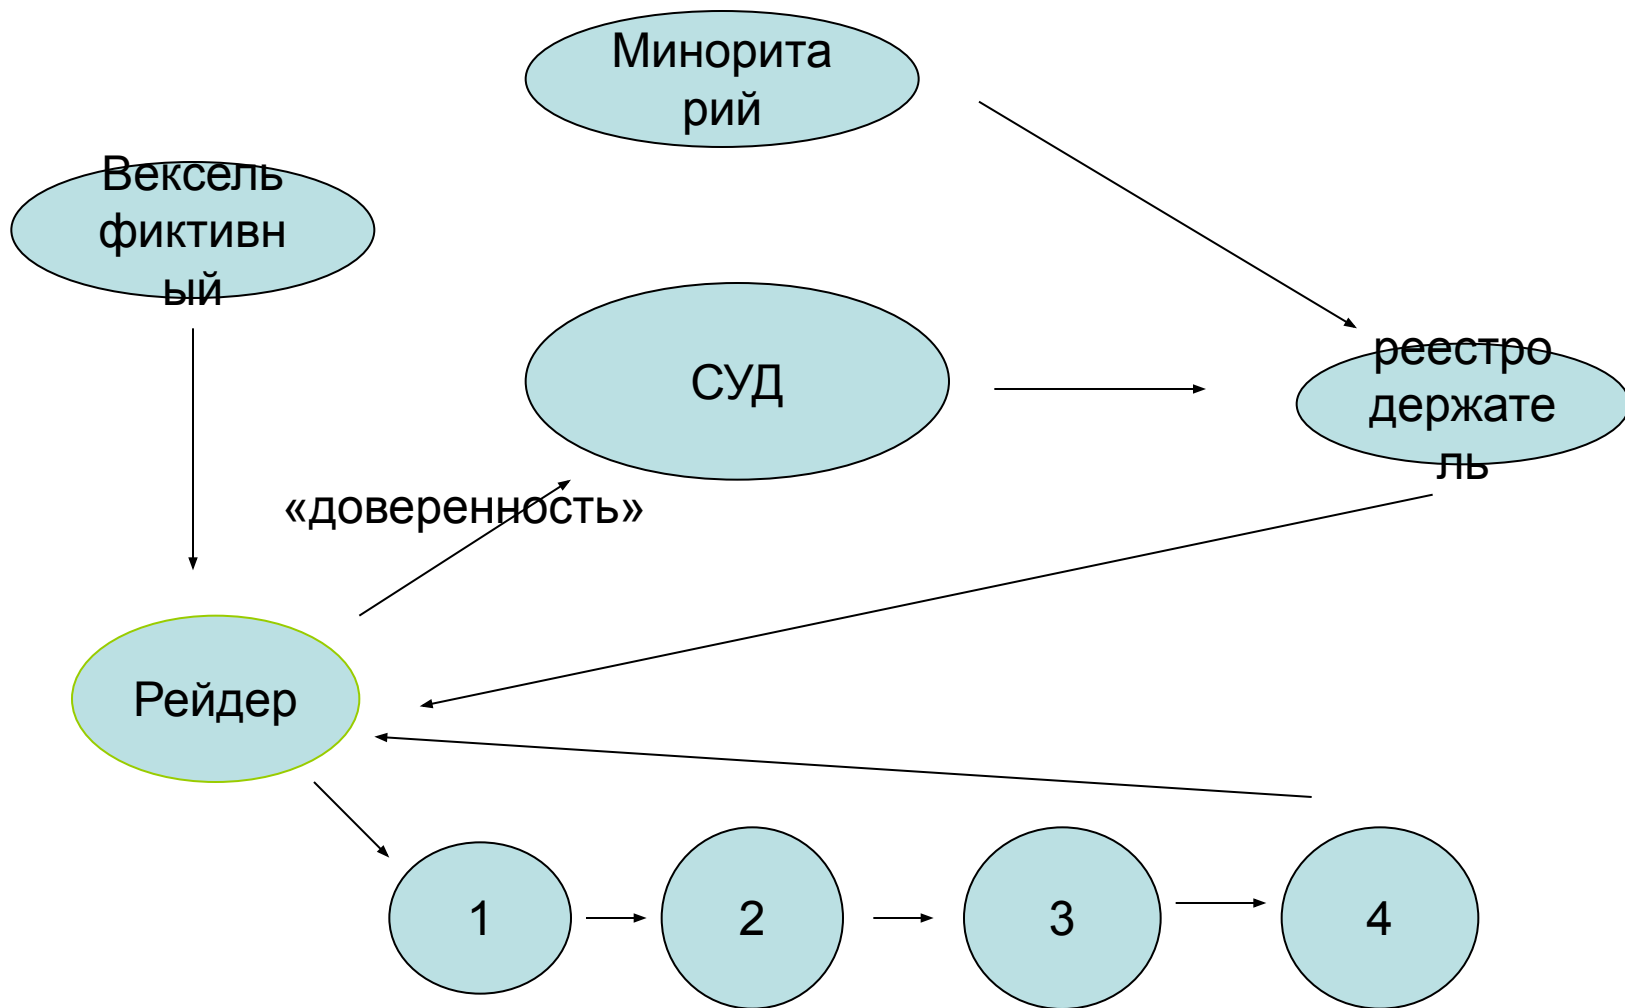 Минорита
рий
Вексель
фиктивн
ый
СУД
реестро
держате
ль
«доверенность»
Рейдер
1
2
3
4